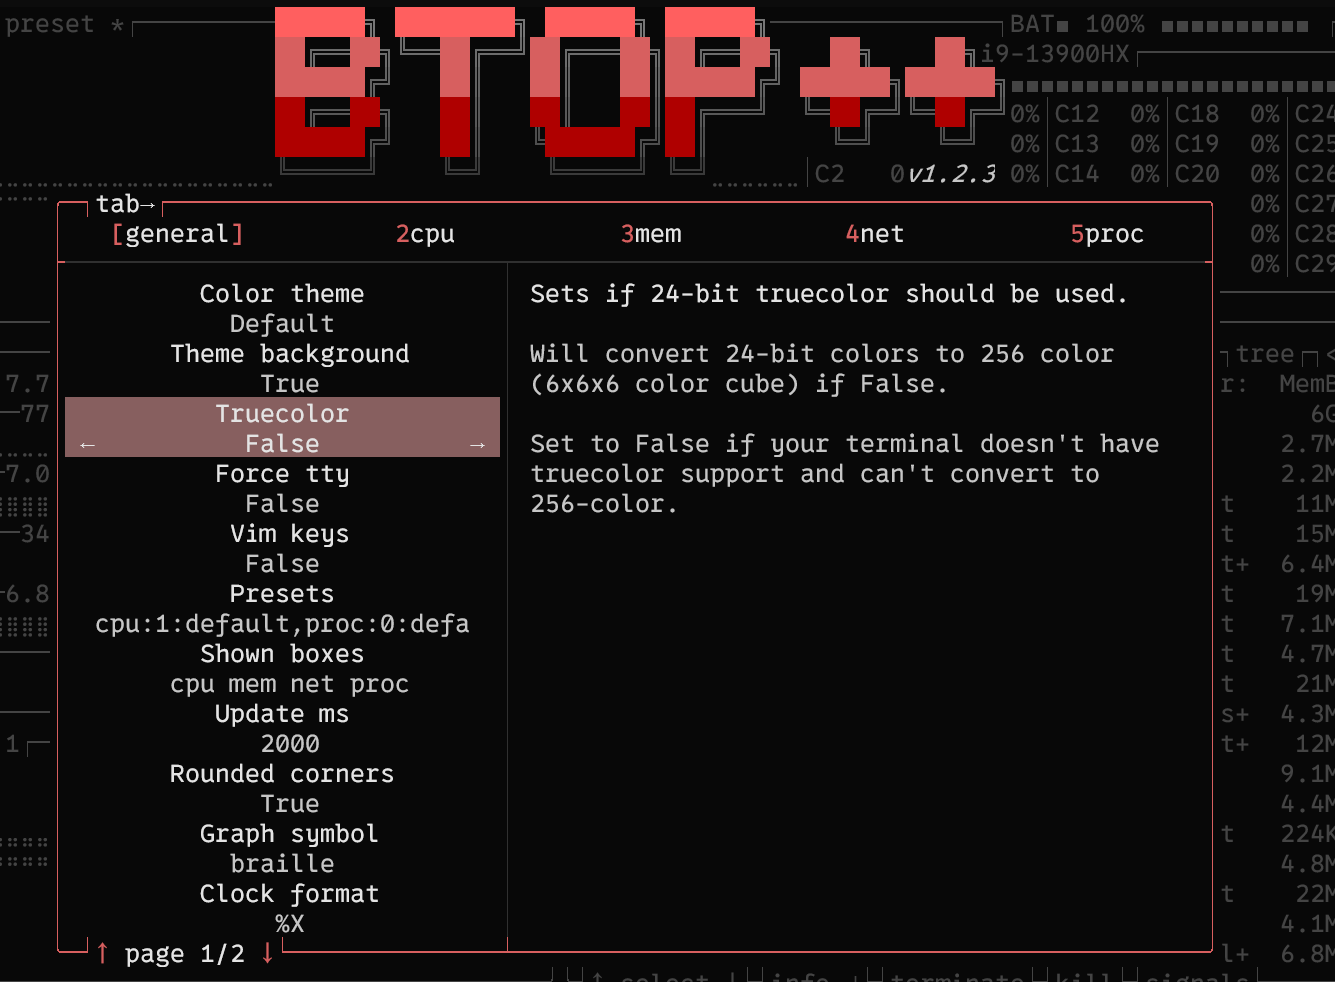 preset *
BTOP++
BAT■ 100%
i9-13900HX
0% C12 0% C18 0% C24
0% C13 0% C19 0% C25
C2 0 v1.2.3 0% C14 0% C20 0% C26
0% C27
0% C28
0% C29
tab→
[general] 2cpu 3mem 4net 5proc
Color theme
Default
Theme background
True
Truecolor
← False →
Force tty
False
Vim keys
False
Presets
cpu:1:default,proc:0:defa
Shown boxes
cpu mem net proc
Update ms
2000
Rounded corners
True
Graph symbol
braille
Clock format
%X
↑ page 1/2 ↓
Sets if 24-bit truecolor should be used.
Will convert 24-bit colors to 256 color
(6x6x6 color cube) if False.
Set to False if your terminal doesn't have
truecolor support and can't convert to
256-color.
7.7
77
7.0
34
6.8
1
tree <
r: MemB
6G
2.7M
2.2M
t 11M
t 15M
t+ 6.4M
t 19M
t 7.1M
t 4.7M
t 21M
s+ 4.3M
t+ 12M
9.1M
4.4M
t 224K
4.8M
t 22M
4.1M
l+ 6.8M
↑ select ↓ info terminate kill signals